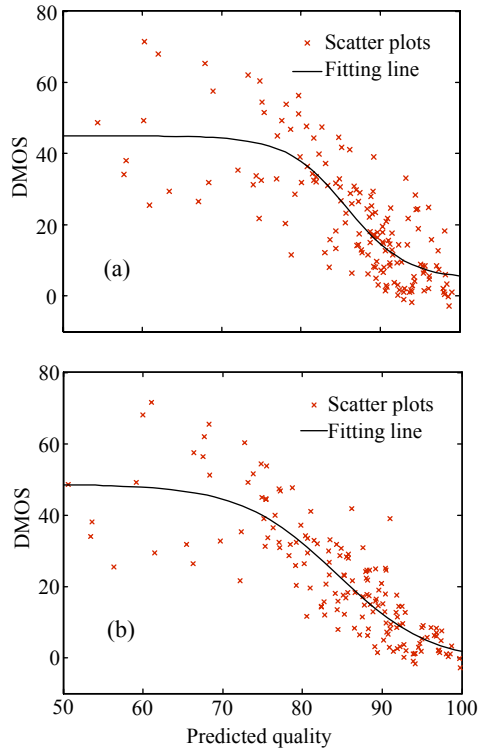 80
Scatter plots
60
Fitting line
40
DMOS
20
(a)
0
80
Scatter plots
60
Fitting line
40
DMOS
20
(b)
0
50 60 70 80 90 100
Predicted quality